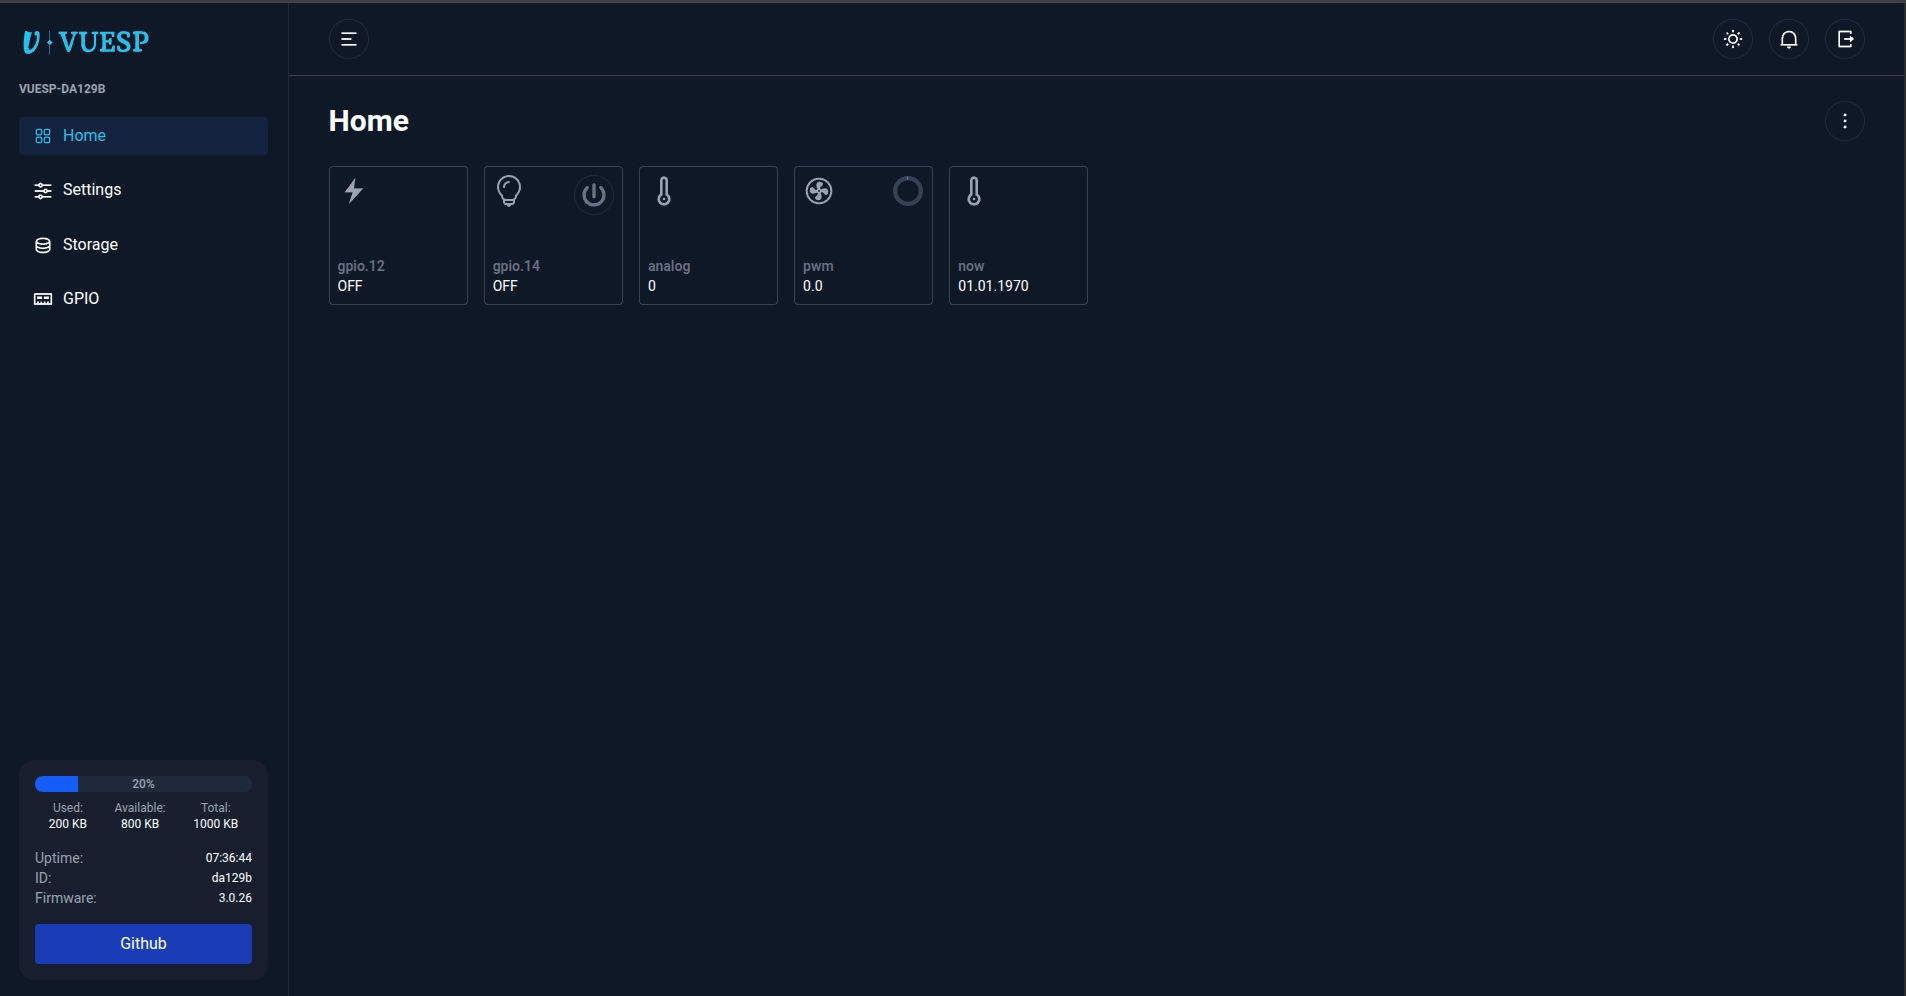 VUESP
VUESP-DA129B
Home
Settings
Storage
GPIO
Home
gpio.12
OFF
gpio.14
OFF
analog
0
pwm
0.0
now
01.01.1970
20%
Used: Available: Total:
200 KB 800 KB 1000 KB
Uptime: 07:36:44
ID: da129b
Firmware: 3.0.26
Github